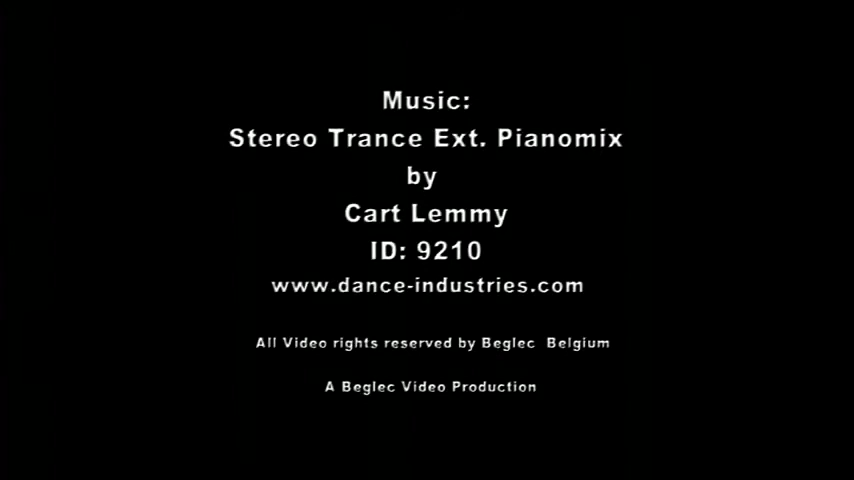 Music:
Stereo Trance Ext. Pianomix
by
Cart Lemmy
ID: 9210
www.dance-industries.com
All Video rights reserved by Beglec Belgium
A Beglec Video Production